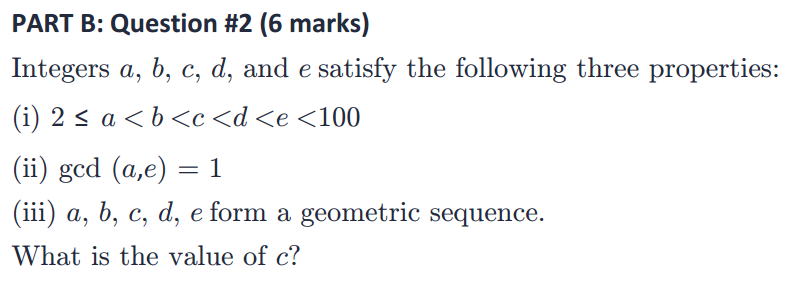 PART B: Question #2 (6 marks)
Integers a, b, c, d, and e satisfy the following three properties:
(i) 2 ≤ a < b <c <d <e <100
(ii) gcd (a,e) = 1
(iii) a, b, c, d, e form a geometric sequence.
What is the value of c?